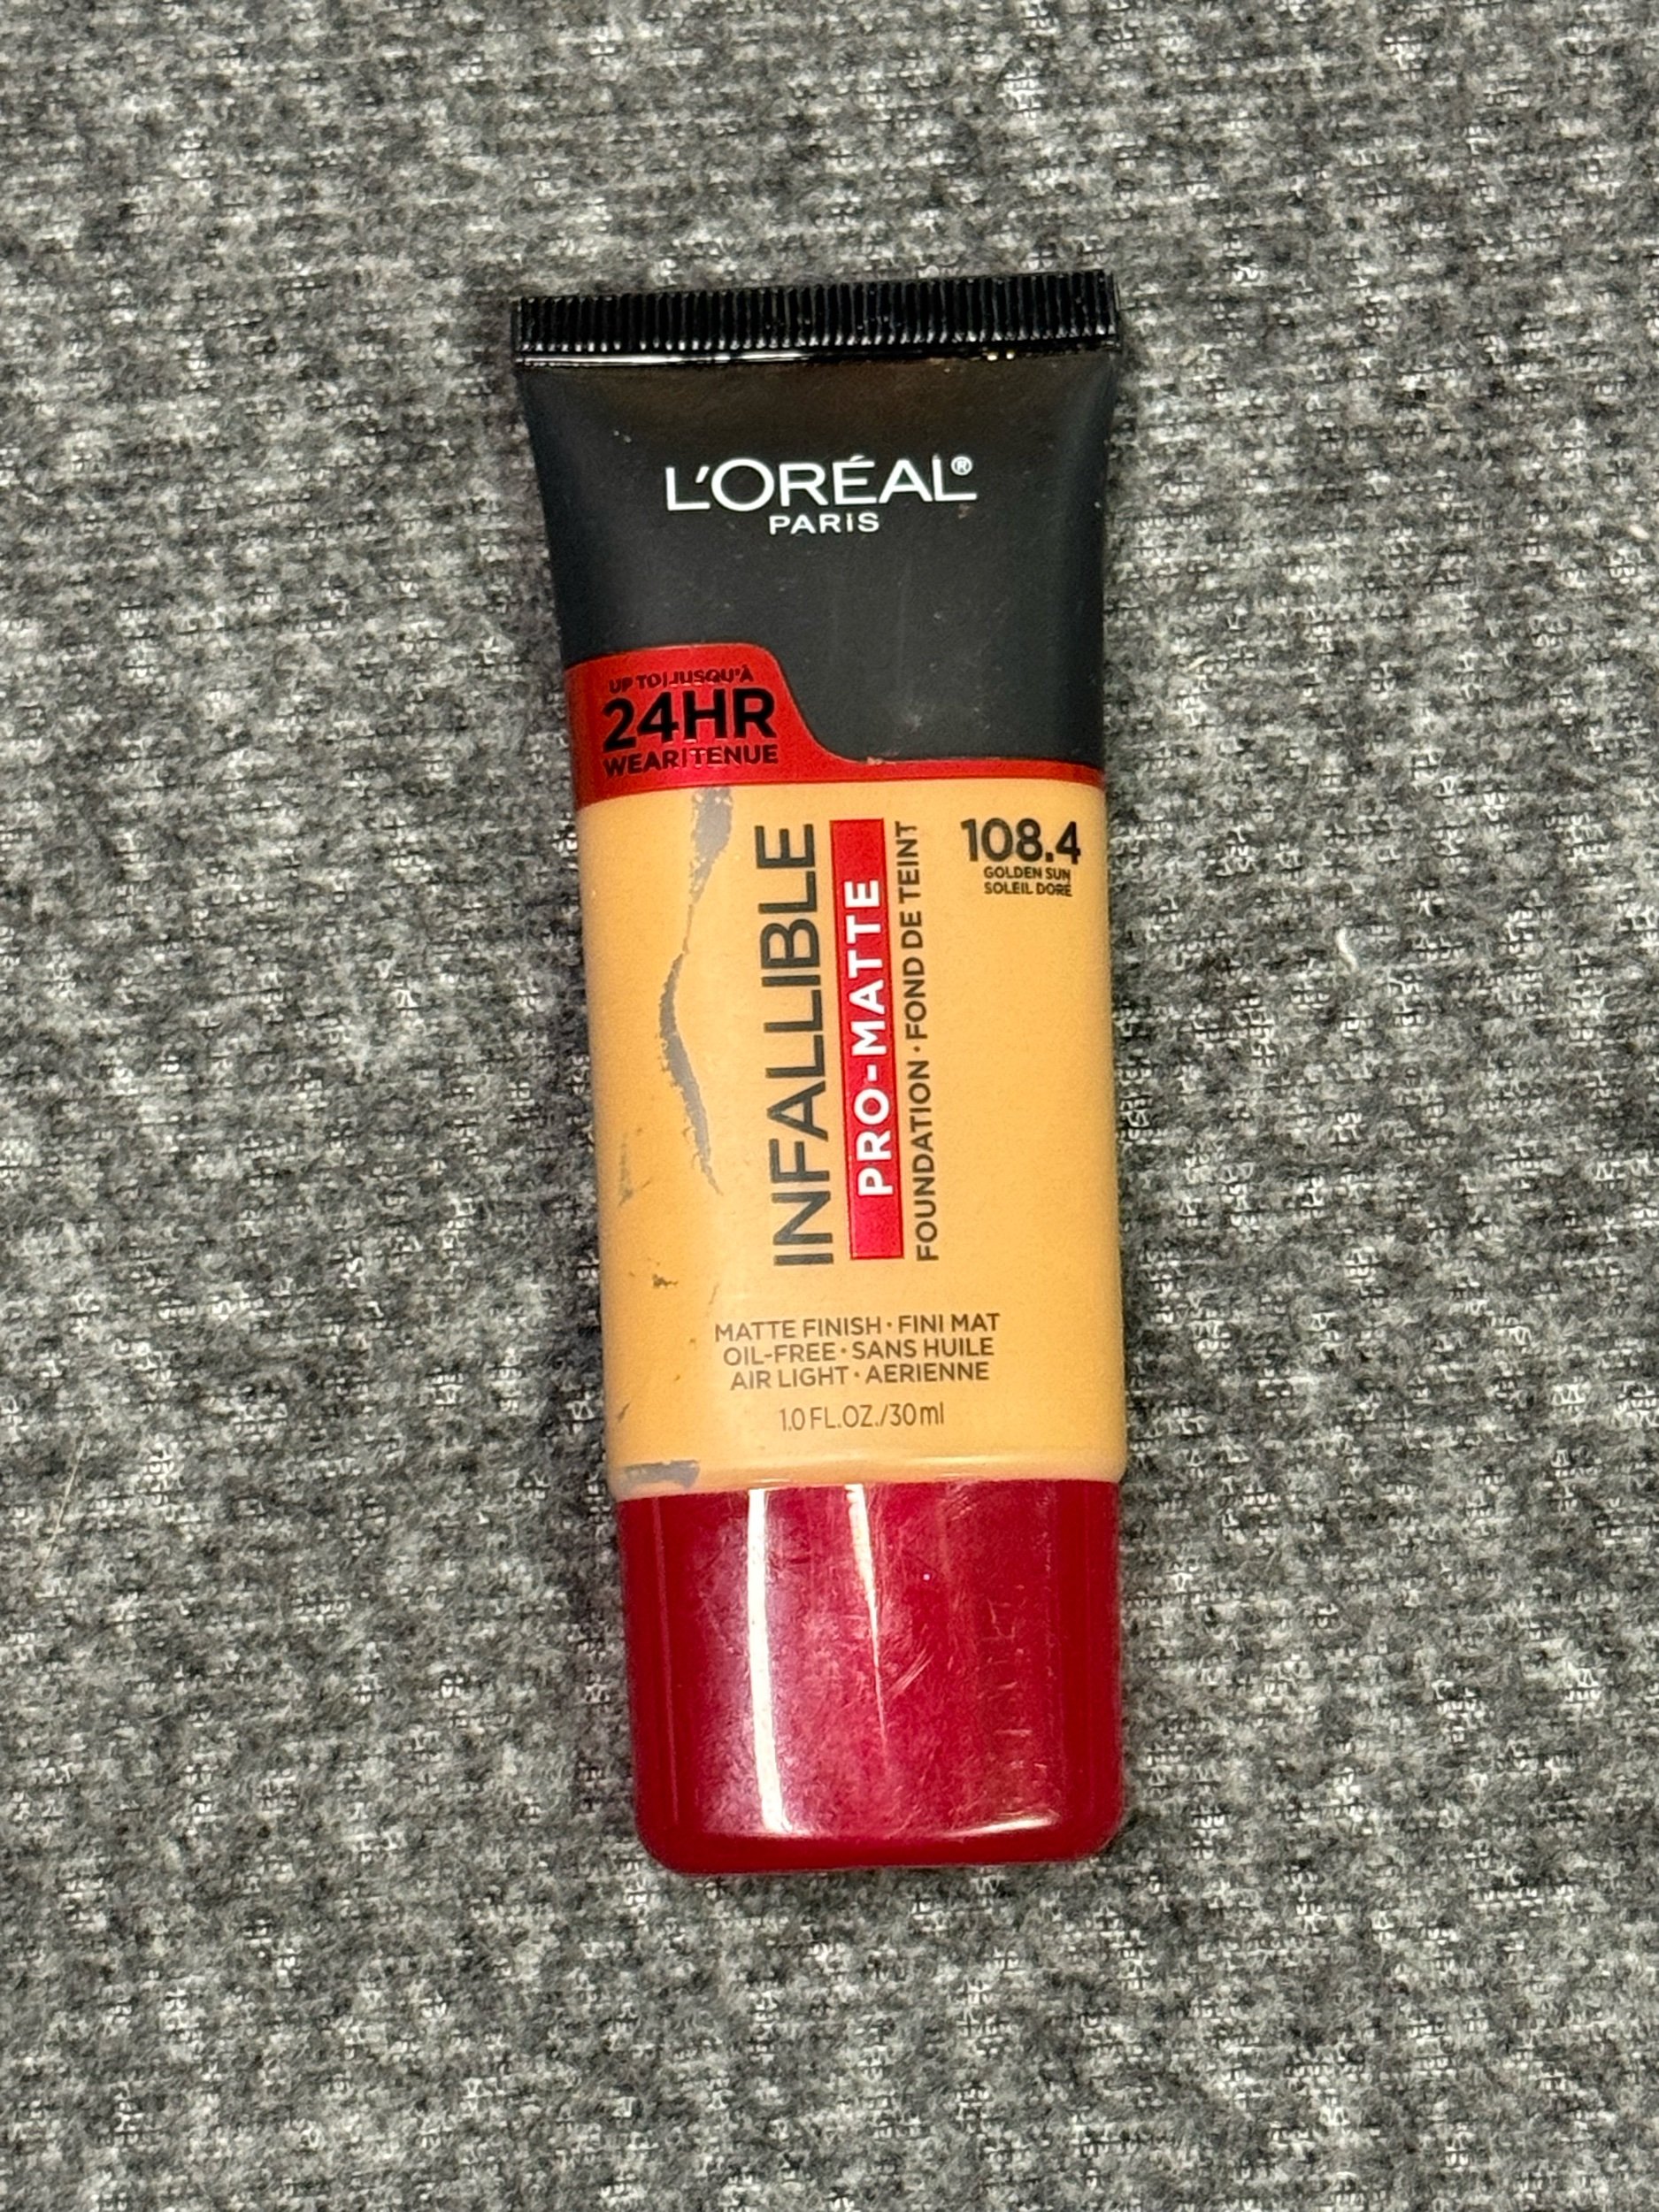 L'ORÉAL®
PARIS
UP TO | JUSQU'À
24HR
WEAR | TENUE
INFALLIBLE
PRO-MATTE
FOUNDATION • FOND DE TEINT
108.4
GOLDEN SUN
SOLEIL DORÉ
MATTE FINISH • FINI MAT
OIL-FREE • SANS HUILE
AIR LIGHT • AERIENNE
1.0 FL.OZ./30ml